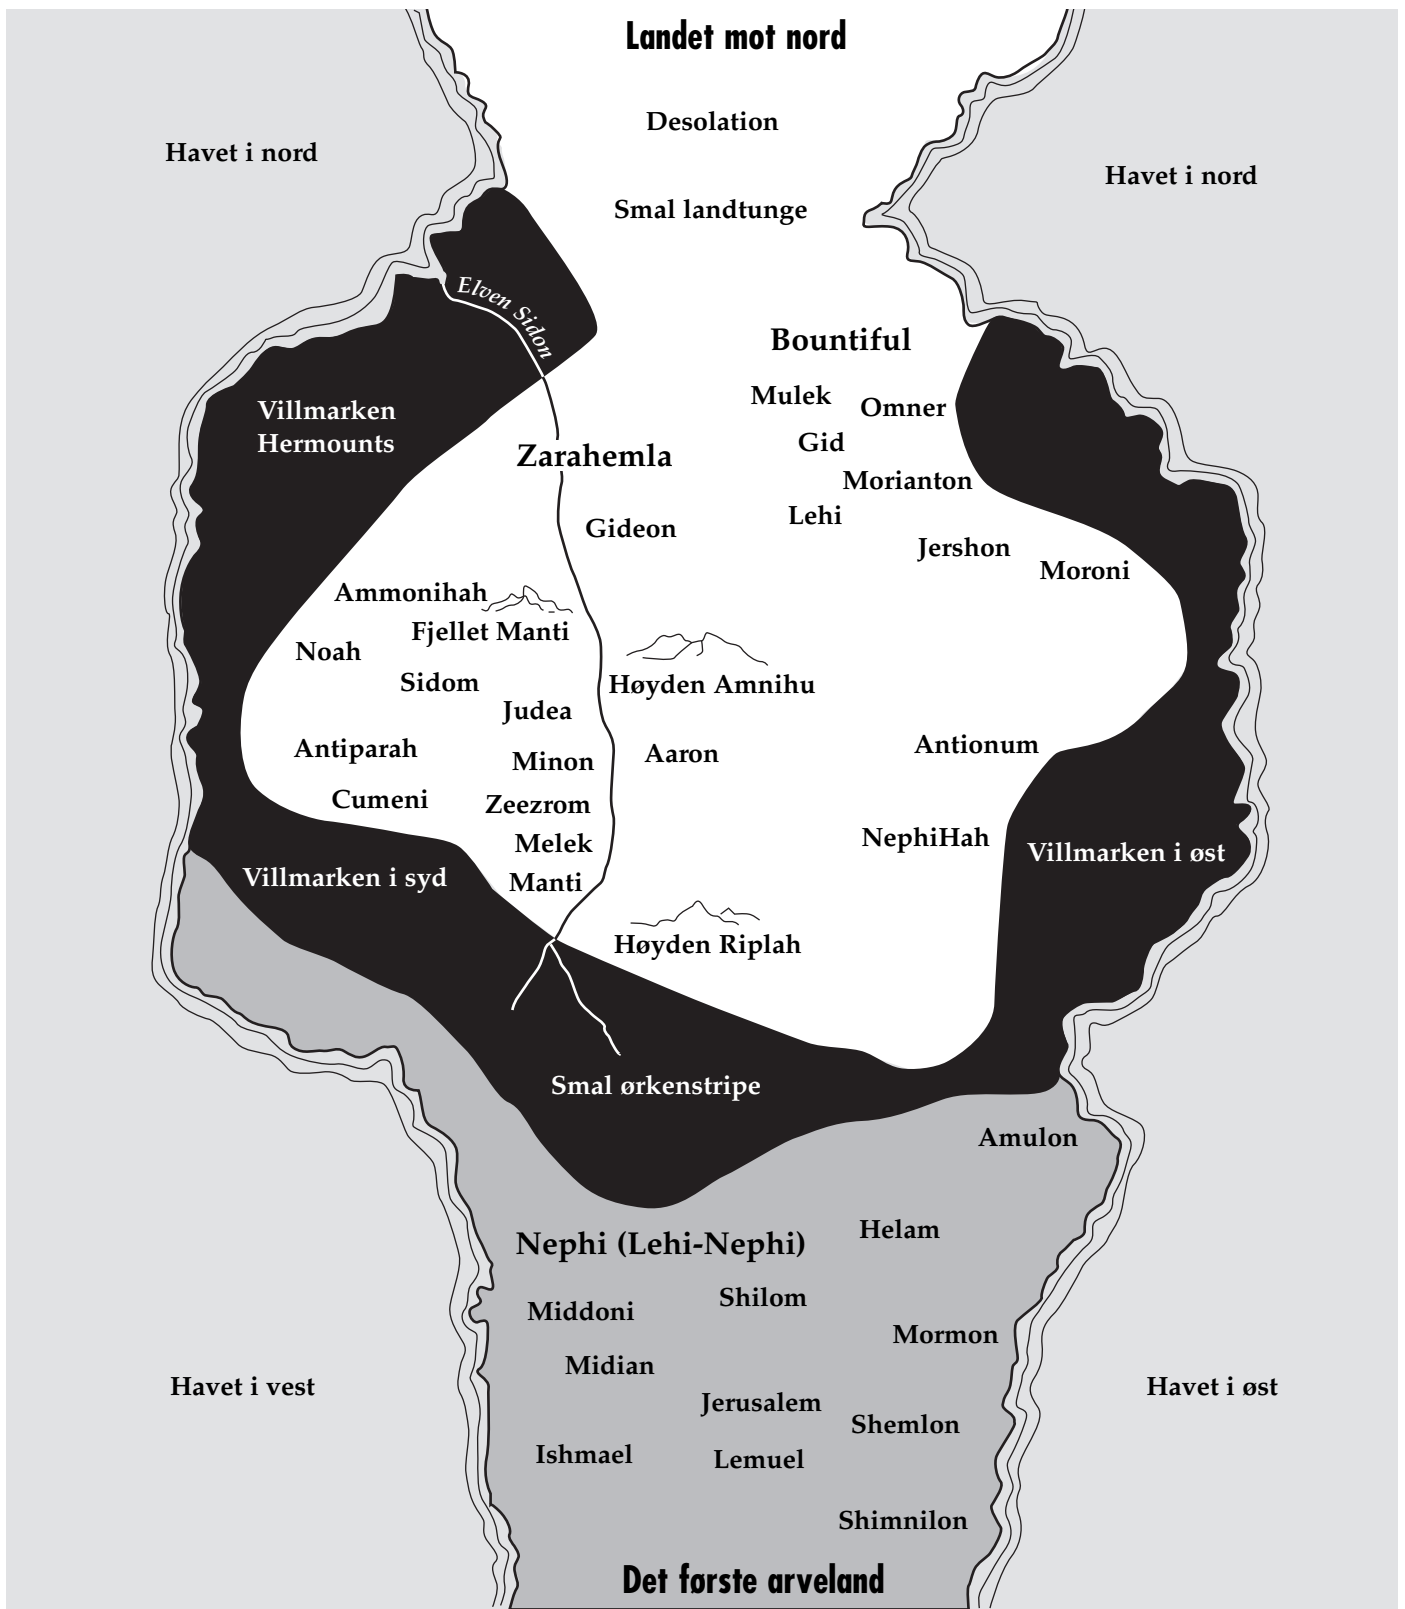 Landet mot nord
Desolation
Havet i nord
Havet i nord
Smal landtunge
Elven Sidon
Bountiful
Mulek
Omner
Villmarken
Hermounts
Gid
Zarahemla
Morianton
Lehi
Gideon
Jershon
Moroni
Ammonihah
Fjellet Manti
Noah
Sidom
Høyden Amnihu
Judea
Antiparah
Minon
Aaron
Antionum
Cumeni
Zeezrom
Melek
NephiHah
Villmarken i øst
Villmarken i syd
Manti
Høyden Riplah
Smal ørkenstripe
Amulon
Helam
Nephi (Lehi-Nephi)
Shilom
Middoni
Mormon
Midian
Havet i vest
Havet i øst
Jerusalem
Shemlon
Ishmael
Lemuel
Shimnilon
Det første arveland